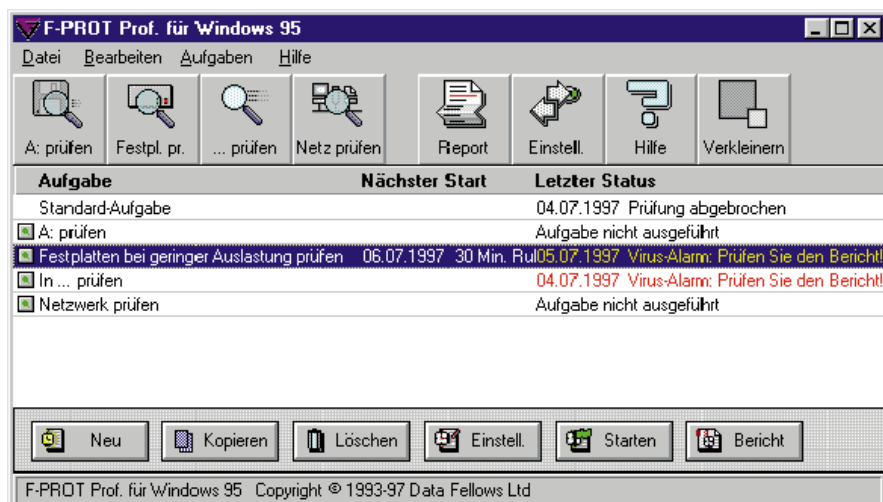 F-PROT Prof. für Windows 95
Datei Bearbeiten Aufgaben Hilfe
A: prüfen Festpl. pr. ... prüfen Netz prüfen Report Einstell. Hilfe Verkleinern
Aufgabe Nächster Start Letzter Status
Standard-Aufgabe 04.07.1997 Prüfung abgebrochen
A: prüfen Aufgabe nicht ausgeführt
Festplatten bei geringer Auslastung prüfen 06.07.1997 30 Min. Rul 05.07.1997 Virus-Alarm: Prüfen Sie den Bericht!
In ... prüfen 04.07.1997 Virus-Alarm: Prüfen Sie den Bericht!
Netzwerk prüfen Aufgabe nicht ausgeführt
Neu Kopieren Löschen Einstell. Starten Bericht
F-PROT Prof. für Windows 95 Copyright © 1993-97 Data Fellows Ltd